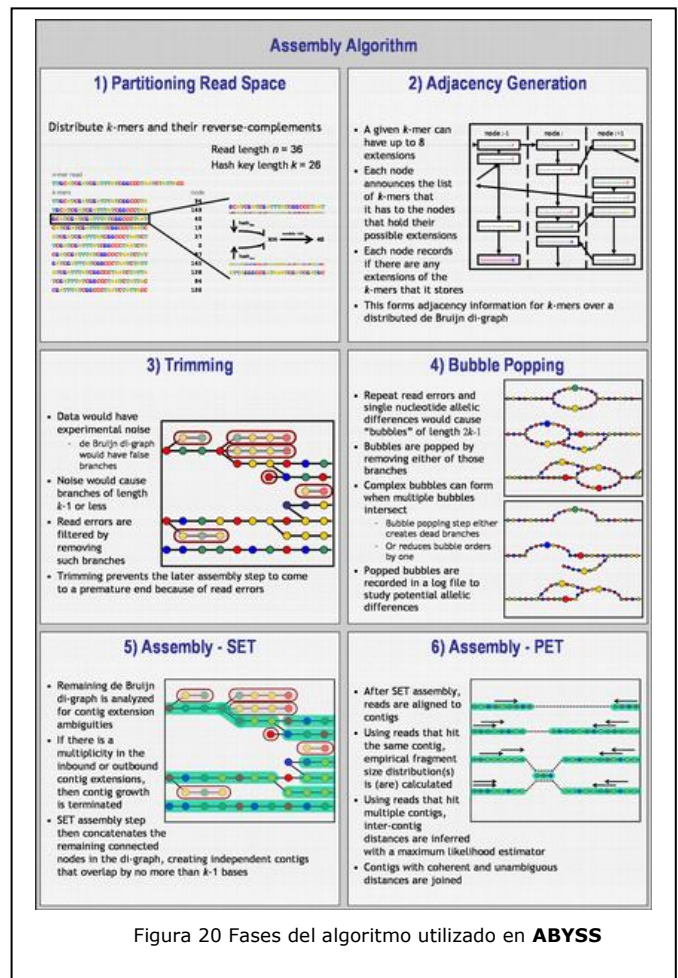 Assembly Algorithm
1) Partitioning Read Space
Distribute k-mers and their reverse-complements
Read length n = 36
Hash key length k = 26
n-mer read
k-mers
node
94
149
19
2) Adjacency Generation
• A given k-mer can
have up to 8
extensions
• Each node
announces the list
of k-mers that
it has to the nodes
that hold their
possible extensions
• Each node records
if there are any
extensions of the
k-mers that it stores
• This forms adjacency information for k-mers over a
distributed de Bruijn di-graph
node i-1
node i
node i+1
3) Trimming
• Data would have
experimental noise
- de Bruijn di-graph
would have false
branches
• Noise would cause
branches of length
k-1 or less
• Read errors are
filtered by
removing
such branches
• Trimming prevents the later assembly step to come
to a premature end because of read errors
4) Bubble Popping
• Repeat read errors and
single nucleotide allelic
differences would cause
"bubbles" of length 2k-1
• Bubbles are popped by
removing either of those
branches
• Complex bubbles can form
when multiple bubbles
intersect
- Bubble popping step either
creates dead branches
- Or reduces bubble orders
by one
• Popped bubbles are
recorded in a log file to
study potential allelic
differences
5) Assembly - SET
• Remaining de Bruijn
di-graph is analyzed
for contig extension
ambiguities
• If there is a
multiplicity in the
inbound or outbound
contig extensions,
then contig growth
is terminated
• SET assembly step
then concatenates the
remaining connected
nodes in the di-graph, creating independent contigs
that overlap by no more than k-1 bases
6) Assembly - PET
• After SET assembly,
reads are aligned to
contigs
• Using reads that hit
the same contig,
empirical fragment
size distribution(s)
is (are) calculated
• Using reads that hit
multiple contigs,
inter-contig
distances are inferred
with a maximum likelihood estimator
• Contigs with coherent and unambiguous
distances are joined
Figura 20 Fases del algoritmo utilizado en ABYSS